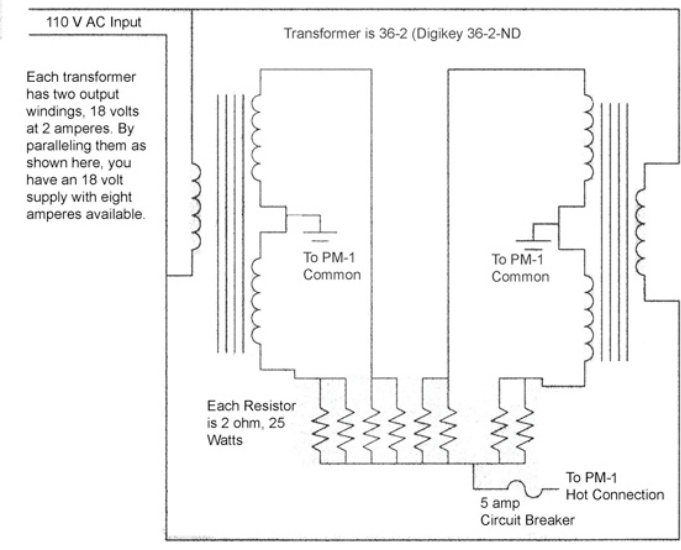 110 V AC Input
Transformer is 36-2 (Digikey 36-2-ND
Each transformer
has two output
windings, 18 volts
at 2 amperes. By
paralleling them as
shown here, you
have an 18 volt
supply with eight
amperes available.
To PM-1
Common
To PM-1
Common
Each Resistor
is 2 ohm, 25
Watts
To PM-1
Hot Connection
5 amp
Circuit Breaker